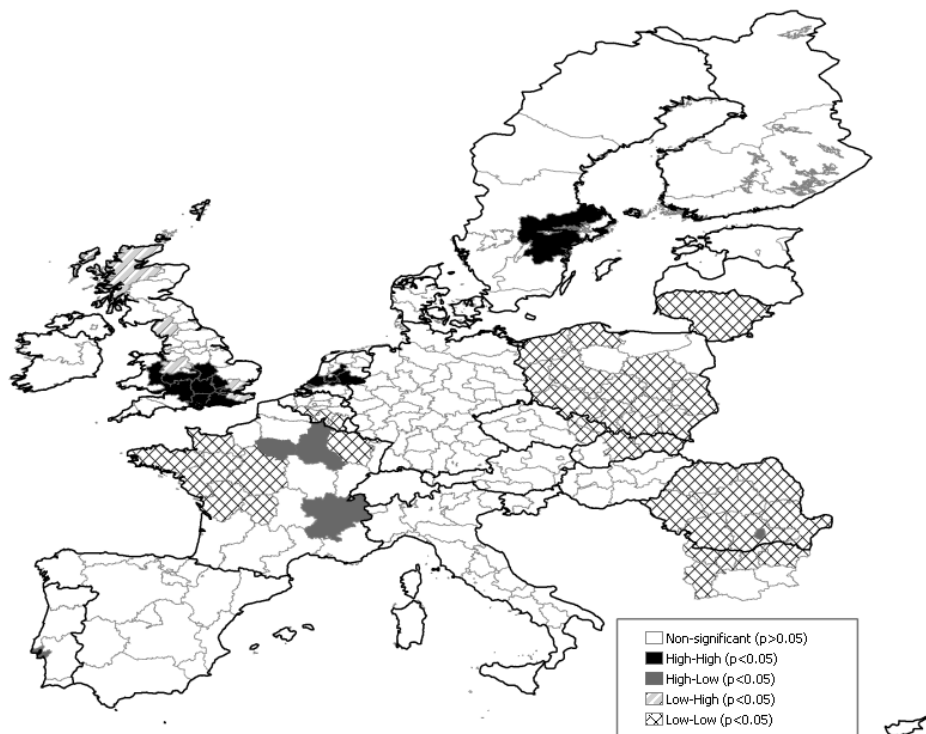 Non-significant (p>0.05)
High-High (p<0.05)
High-Low (p<0.05)
Low-High (p<0.05)
Low-Low (p<0.05)